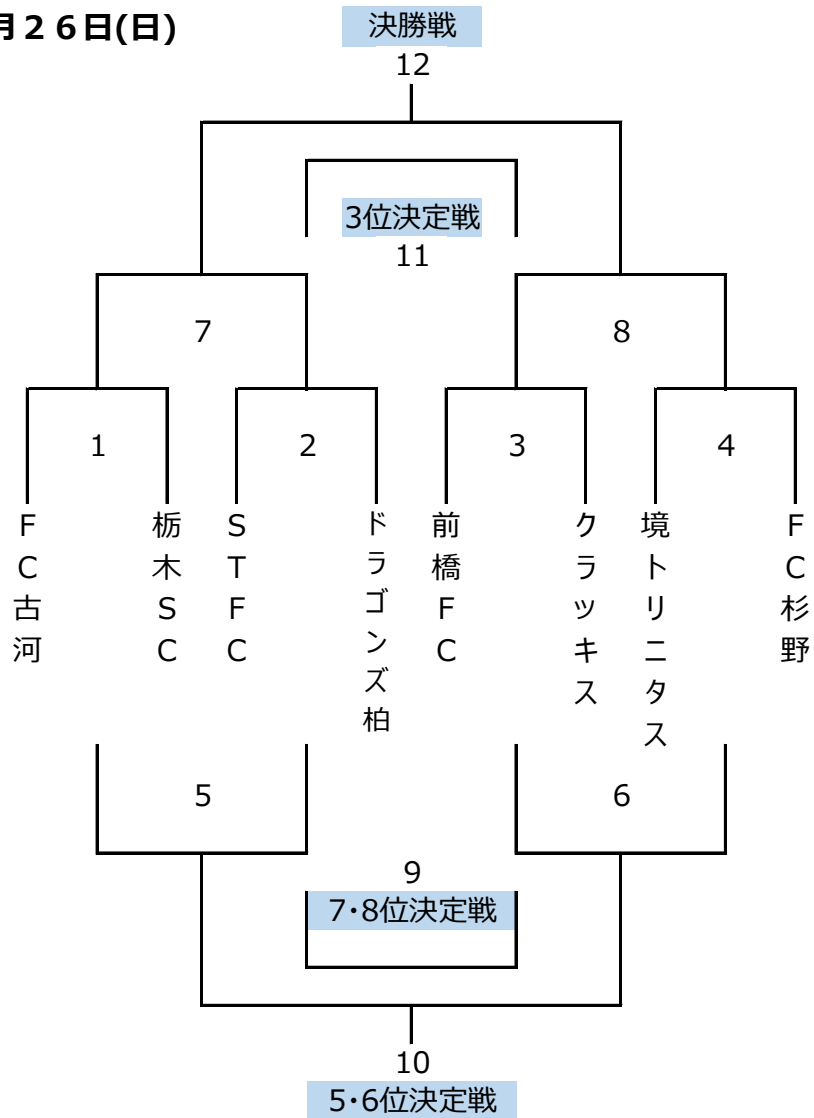 月２６日(日)
決勝戦
12
3位決定戦
11
7
8
1
2
3
4
ＦＣ古河
栃木ＳＣ
ＳＴＦＣ
ドラゴンズ柏
前橋ＦＣ
クラッキス
境トリニタス
ＦＣ杉野
5
6
9
7・8位決定戦
10
5・6位決定戦